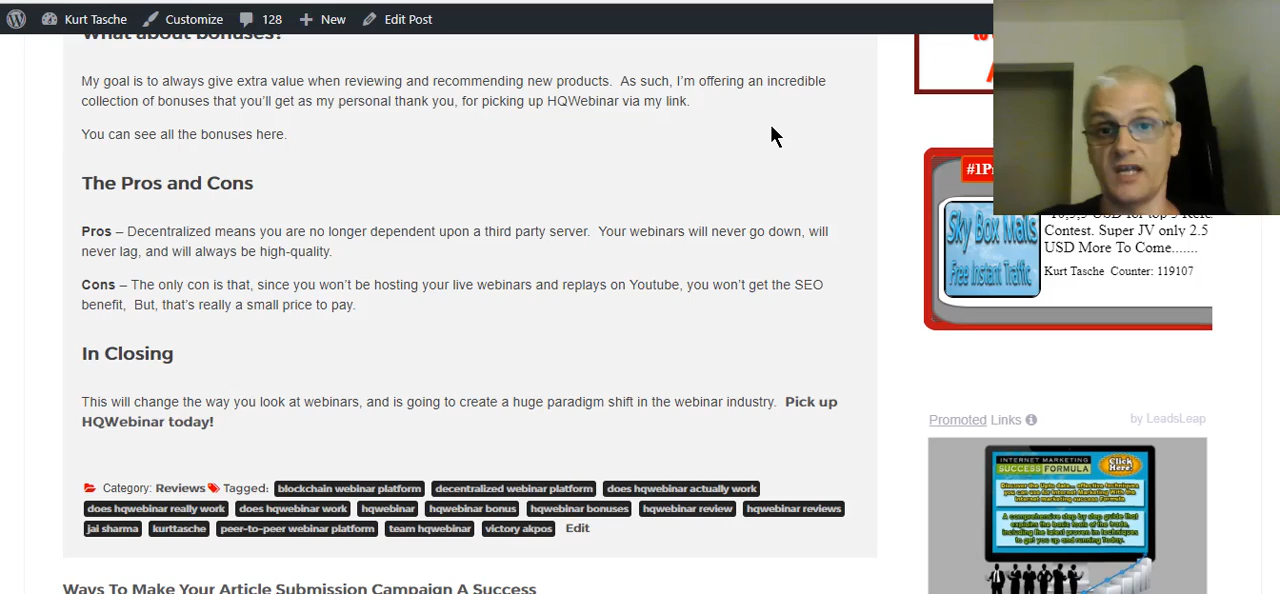 Kurt Tasche Customize 128 New Edit Post
What about bonuses?
My goal is to always give extra value when reviewing and recommending new products. As such, I'm offering an incredible
collection of bonuses that you'll get as my personal thank you, for picking up HQWebinar via my link.
You can see all the bonuses here.
The Pros and Cons
Pros – Decentralized means you are no longer dependent upon a third party server. Your webinars will never go down, will
never lag, and will always be high-quality.
Cons – The only con is that, since you won't be hosting your live webinars and replays on Youtube, you won't get the SEO
benefit, But, that's really a small price to pay.
In Closing
This will change the way you look at webinars, and is going to create a huge paradigm shift in the webinar industry. Pick up
HQWebinar today!
Category: Reviews Tagged: blockchain webinar platform decentralized webinar platform does hqwebinar actually work
does hqwebinar really work does hqwebinar work hqwebinar hqwebinar bonus hqwebinar bonuses hqwebinar review hqwebinar reviews
jai sharma kurttasche peer-to-peer webinar platform team hqwebinar victory akpos Edit
Ways To Make Your Article Submission Campaign A Success
Sky Box Mails
Free Instant Traffic
Contest. Super JV only 2.5
USD More To Come.......
Kurt Tasche Counter: 119107
Promoted Links by LeadsLeap
INTERNET MARKETING
SUCCESS FORMULA
Click
Here!